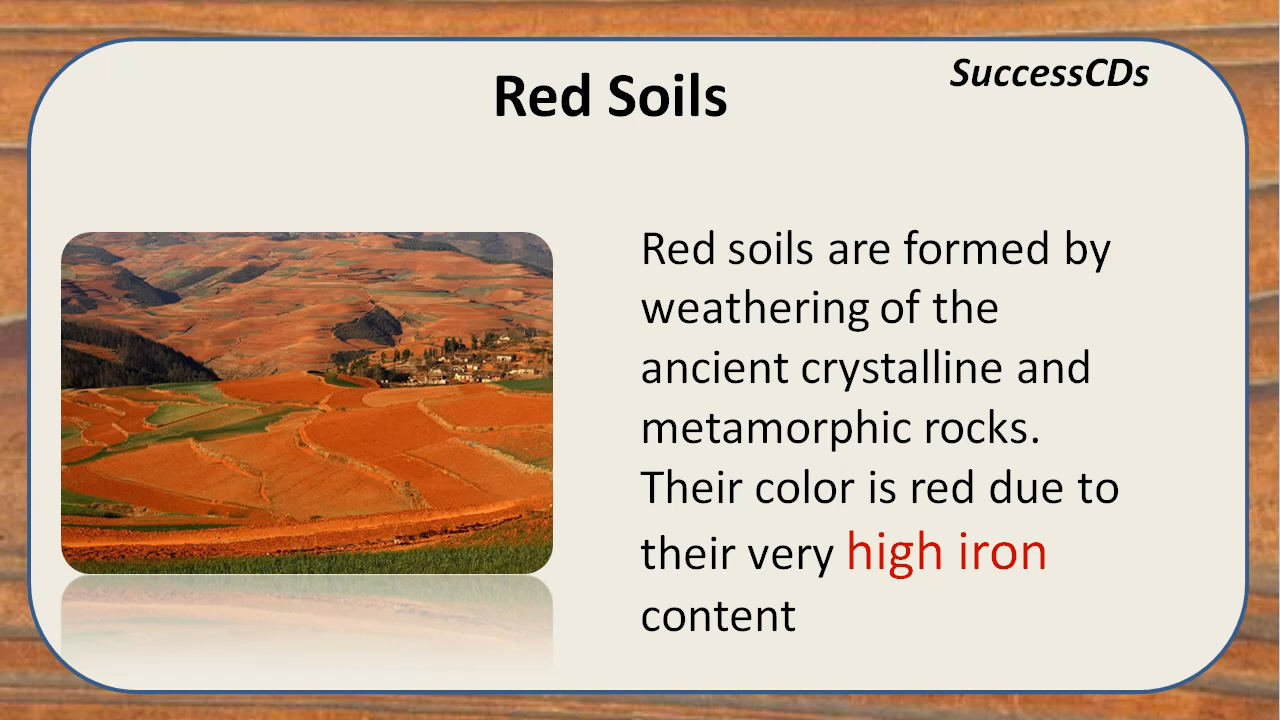 SuccessCDs
Red Soils
Red soils are formed by
weathering of the
ancient crystalline and
metamorphic rocks.
Their color is red due to
their very high iron
content